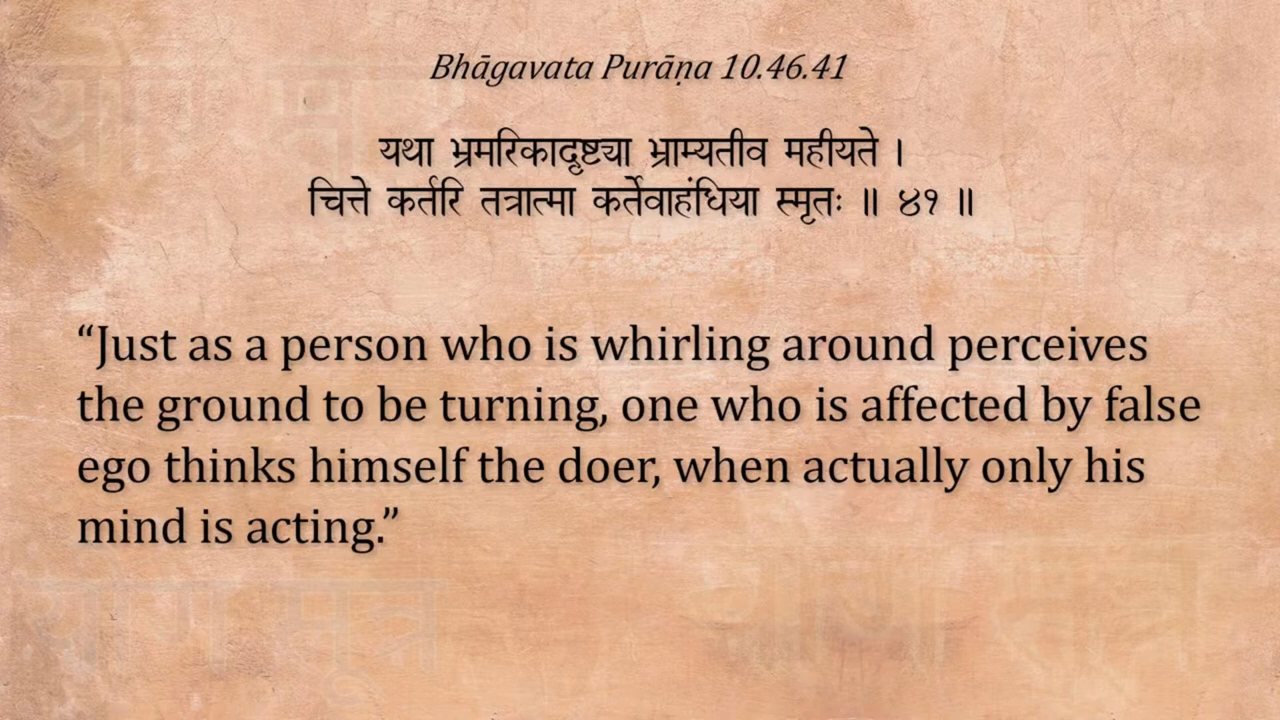 Bhāgavata Purāṇa 10.46.41
यथा भ्रमरिकादृष्ट्या भ्राम्यतीव महीयते ।
चित्ते कर्तरि तत्रात्मा कर्तेवाहंधिया स्मृतः ॥ ४१ ॥
“Just as a person who is whirling around perceives
the ground to be turning, one who is affected by false
ego thinks himself the doer, when actually only his
mind is acting.”